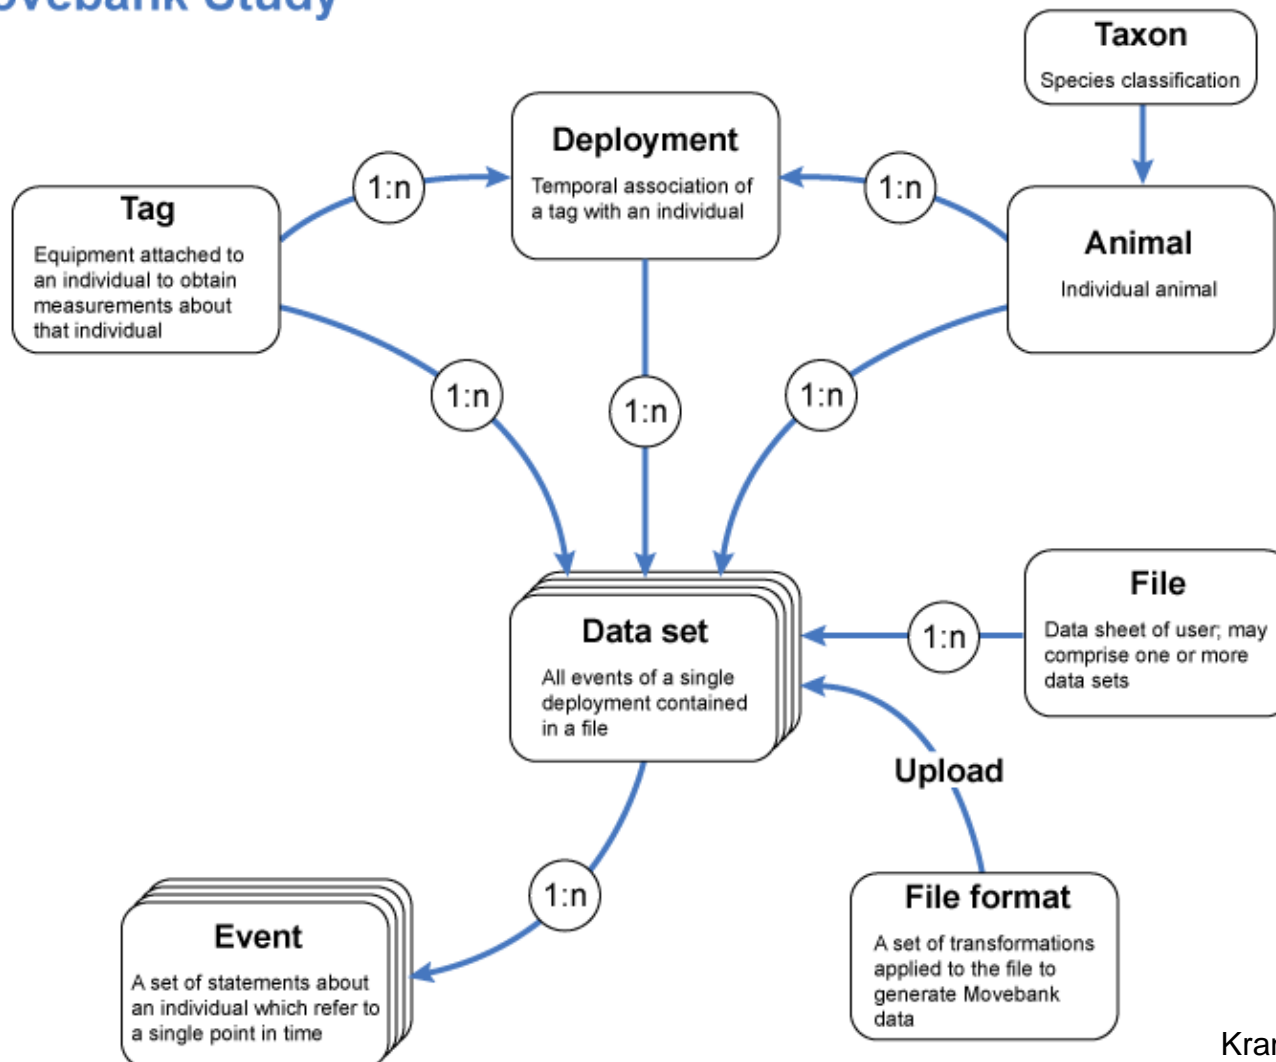 Study
Taxon
Species classification
Deployment
Temporal association of
a tag with an individual
1:n
1:n
Tag
Equipment attached to
an individual to obtain
measurements about
that individual
Animal
Individual animal
1:n
1:n
1:n
Data set
All events of a single
deployment contained
in a file
File
Data sheet of user; may
comprise one or more
data sets
1:n
Upload
1:n
File format
A set of transformations
applied to the file to
generate Movebank
data
Event
A set of statements about
an individual which refer to
a single point in time